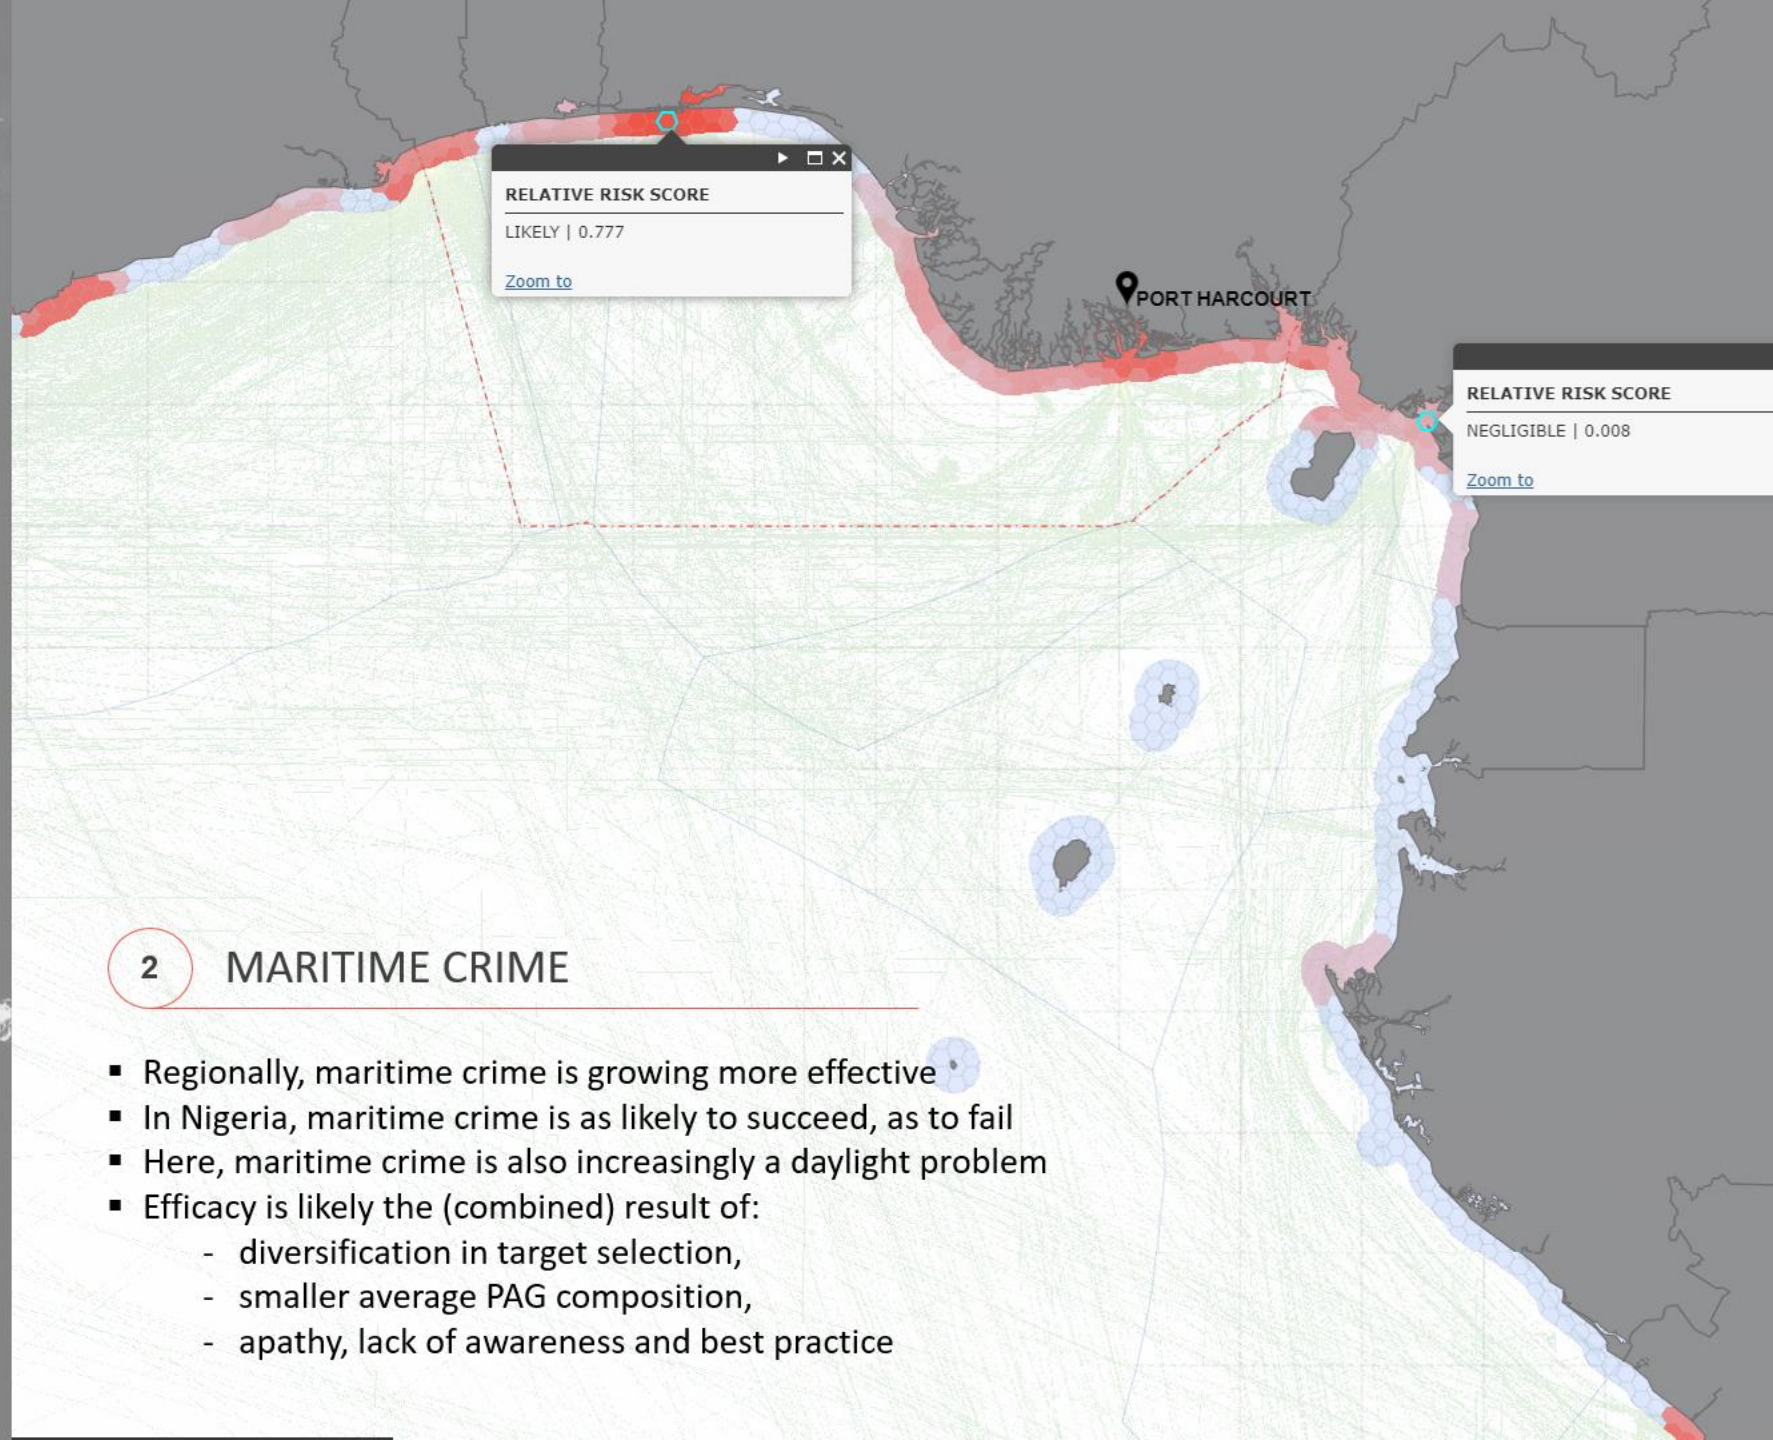 RELATIVE RISK SCORE
LIKELY | 0.777
Zoom to
PORT HARCOURT
RELATIVE RISK SCORE
NEGLIGIBLE | 0.008
Zoom to
2 MARITIME CRIME
▪ Regionally, maritime crime is growing more effective
▪ In Nigeria, maritime crime is as likely to succeed, as to fail
▪ Here, maritime crime is also increasingly a daylight problem
▪ Efficacy is likely the (combined) result of:
- diversification in target selection,
- smaller average PAG composition,
- apathy, lack of awareness and best practice